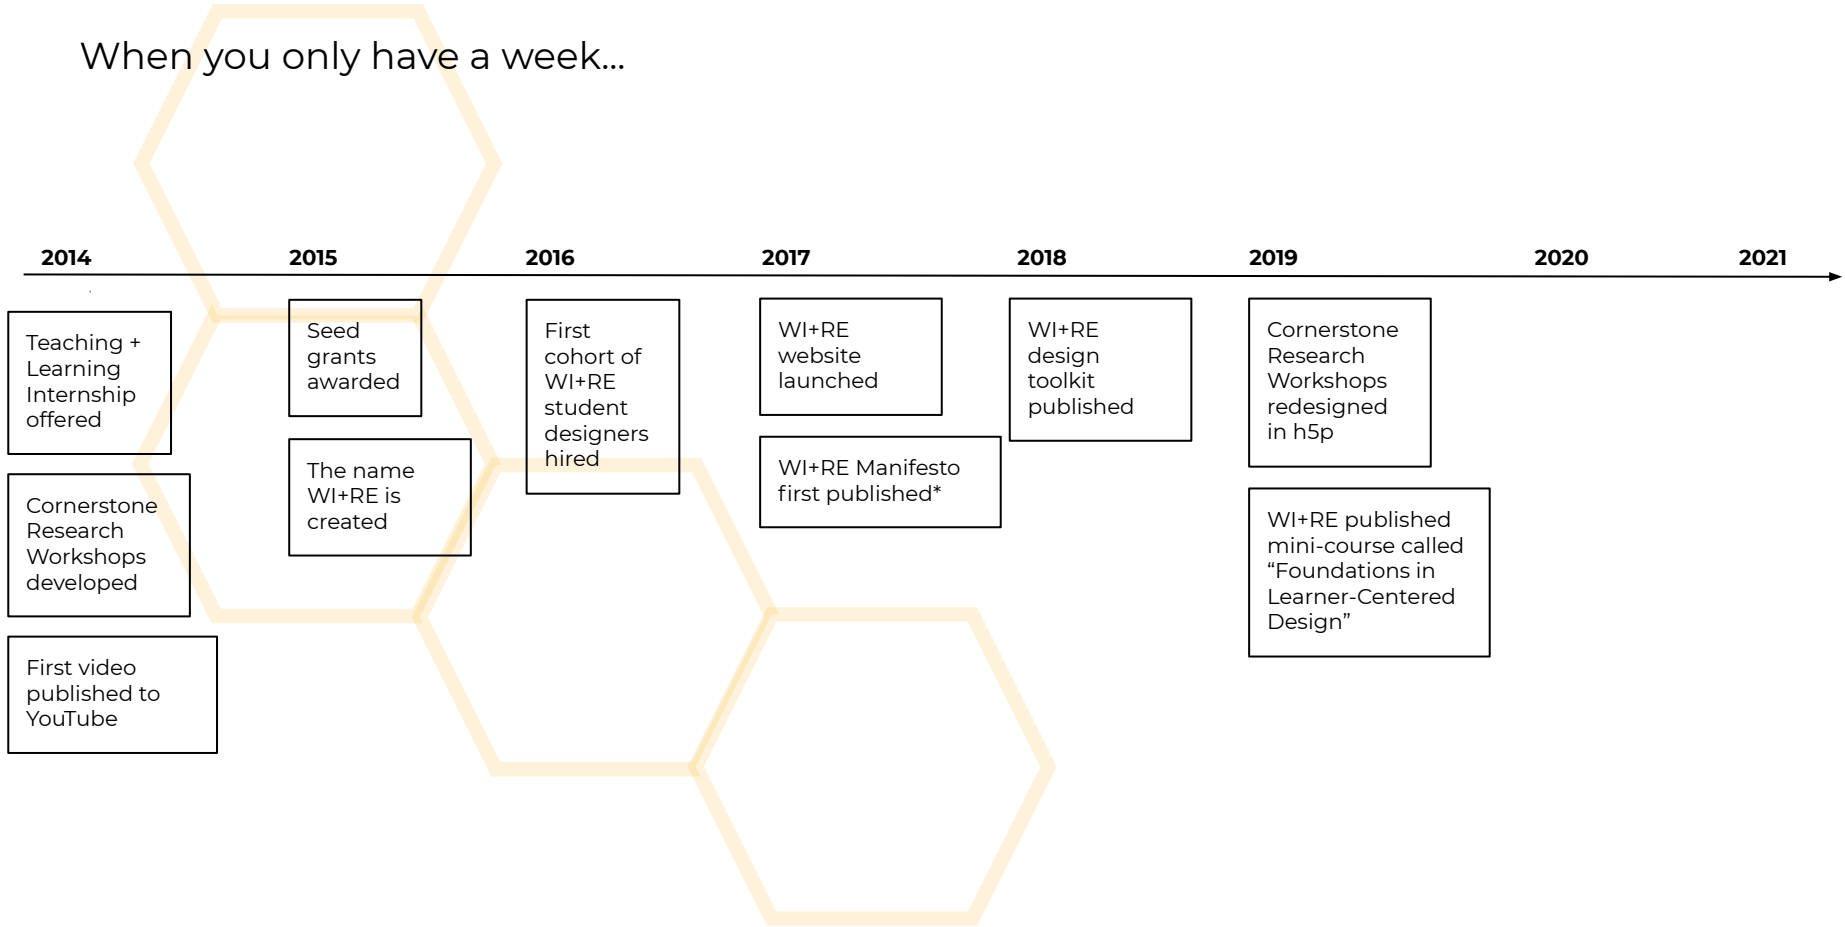 When you only have a week...
2014 2015 2016 2017 2018 2019 2020 2021
Teaching +
Learning
Internship
offered
Cornerstone
Research
Workshops
developed
First video
published to
YouTube
Seed
grants
awarded
The name
WI+RE is
created
First
cohort of
WI+RE
student
designers
hired
WI+RE
website
launched
WI+RE Manifesto
first published*
WI+RE
design
toolkit
published
Cornerstone
Research
Workshops
redesigned
in h5p
WI+RE published
mini-course called
“Foundations in
Learner-Centered
Design”